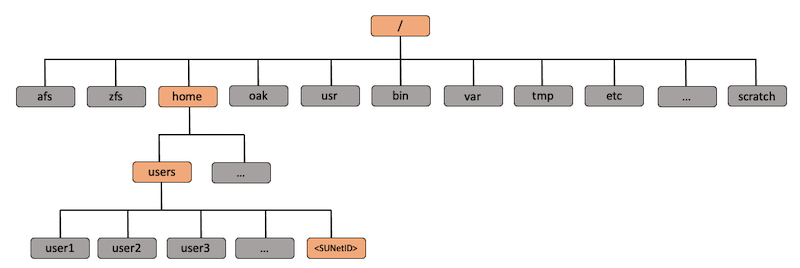 /
afs zfs home oak usr bin var tmp etc ... scratch
users ...
user1 user2 user3 ... <SUNetID>